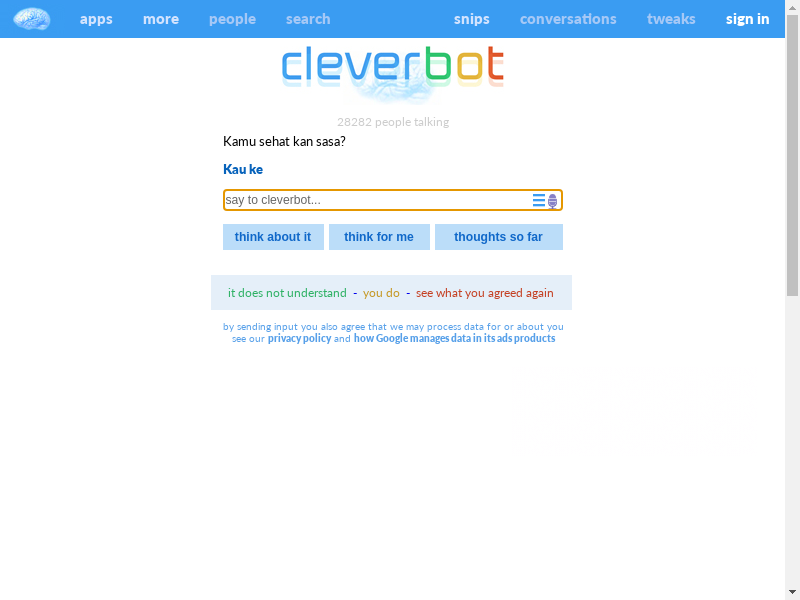 apps more people search snips conversations tweaks sign in
cleverbot
28282 people talking
Kamu sehat kan sasa?
Kau ke
say to cleverbot...
think about it think for me thoughts so far
it does not understand - you do - see what you agreed again
by sending input you also agree that we may process data for or about you
see our privacy policy and how Google manages data in its ads products